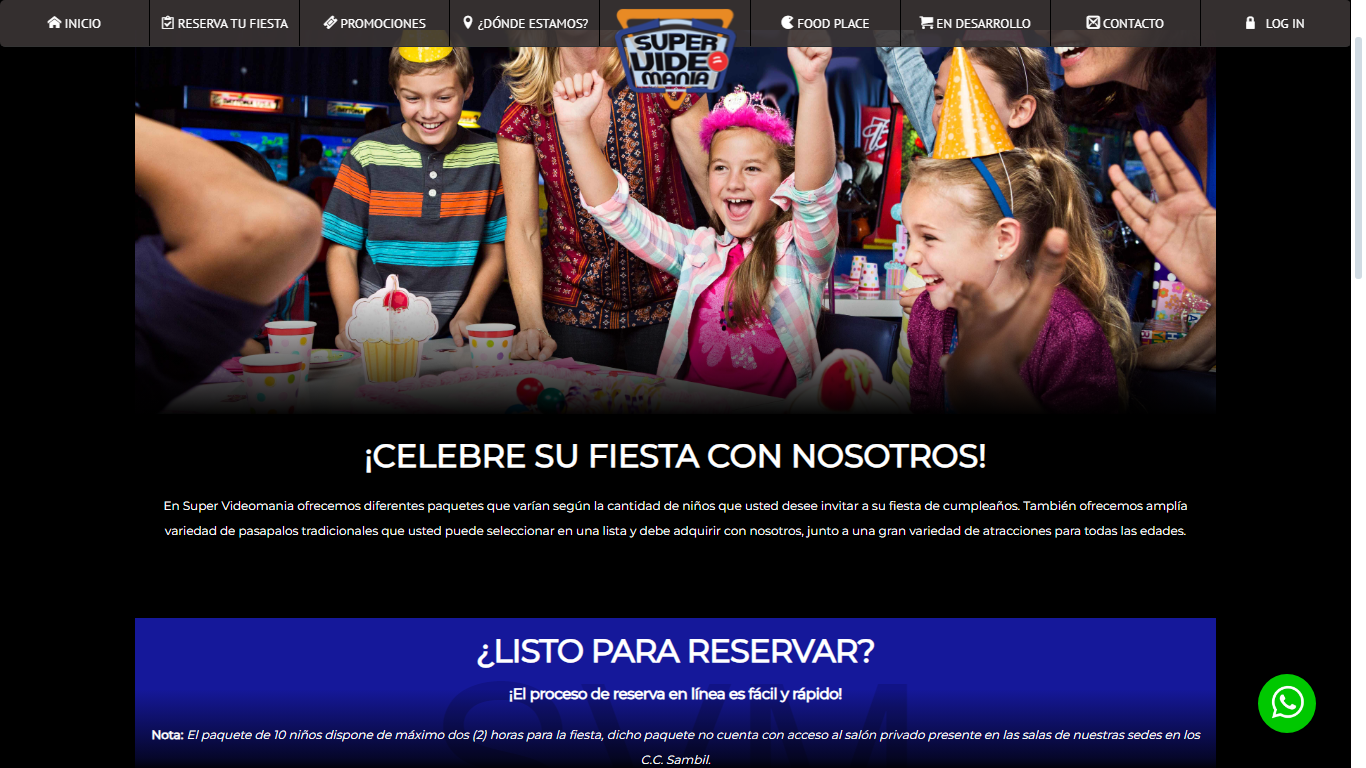 INICIO
RESERVA TU FIESTA
PROMOCIONES
¿DÓNDE ESTAMOS?
SUPER
VIDE
MANIA
FOOD PLACE
EN DESARROLLO
CONTACTO
LOG IN
¡CELEBRE SU FIESTA CON NOSOTROS!
En Super Videomania ofrecemos diferentes paquetes que varían según la cantidad de niños que usted desee invitar a su fiesta de cumpleaños. También ofrecemos amplía
variedad de pasapalos tradicionales que usted puede seleccionar en una lista y debe adquirir con nosotros, junto a una gran variedad de atracciones para todas las edades.
¿LISTO PARA RESERVAR?
¡El proceso de reserva en línea es fácil y rápido!
SVM
Nota: El paquete de 10 niños dispone de máximo dos (2) horas para la fiesta, dicho paquete no cuenta con acceso al salón privado presente en las salas de nuestras sedes en los
C.C. Sambil.